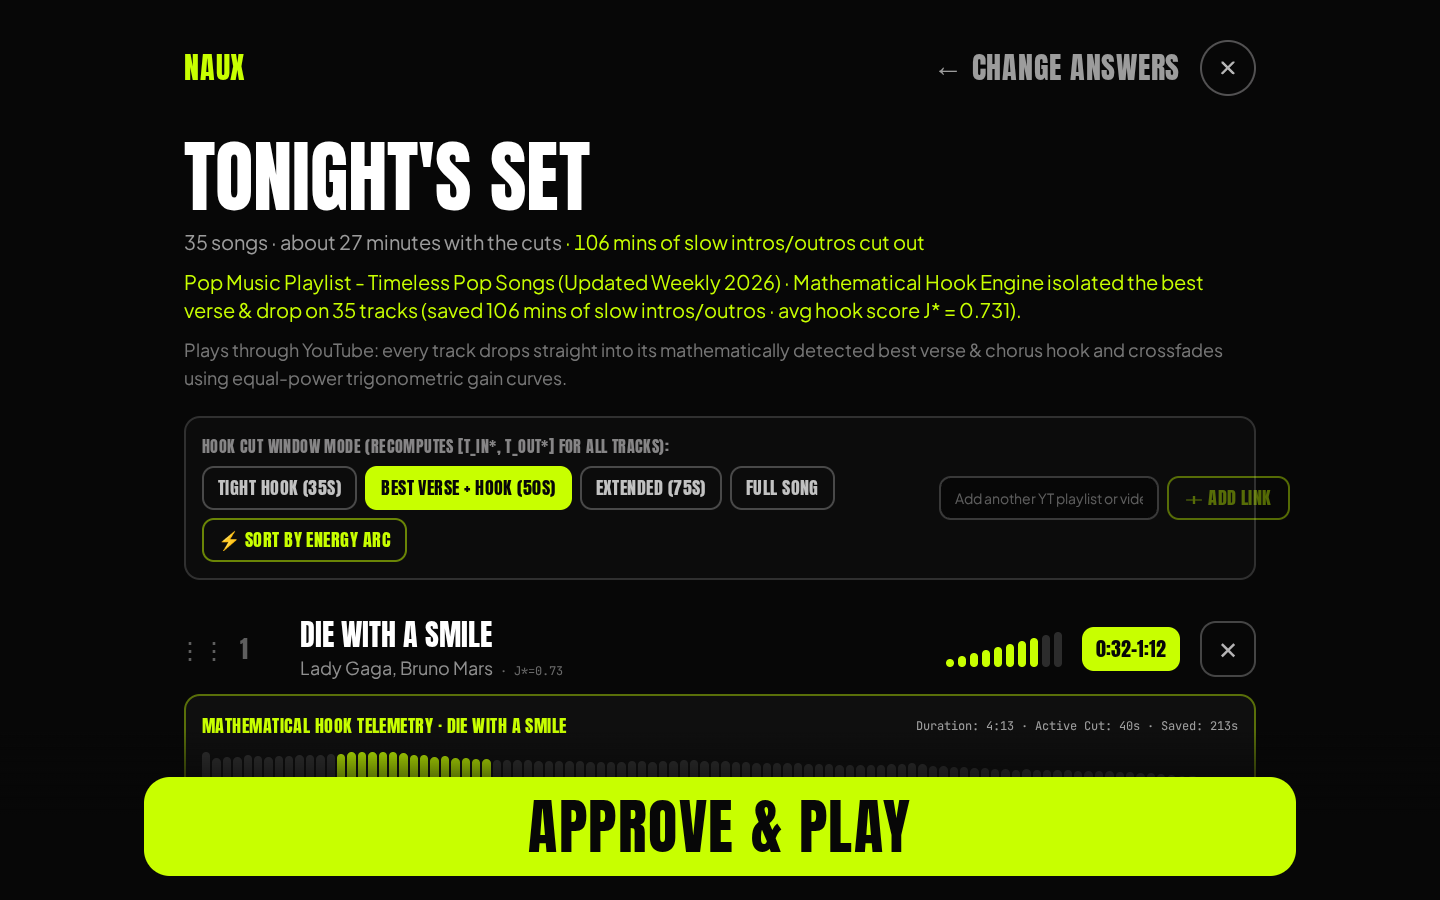 NAUX
← CHANGE ANSWERS ✕
TONIGHT'S SET
35 songs · about 27 minutes with the cuts · 106 mins of slow intros/outros cut out
Pop Music Playlist - Timeless Pop Songs (Updated Weekly 2026) · Mathematical Hook Engine isolated the best
verse & drop on 35 tracks (saved 106 mins of slow intros/outros · avg hook score J* = 0.731).
Plays through YouTube: every track drops straight into its mathematically detected best verse & chorus hook and crossfades
using equal-power trigonometric gain curves.
HOOK CUT WINDOW MODE (RECOMPUTES [T_IN*, T_OUT*] FOR ALL TRACKS):
TIGHT HOOK (35S) BEST VERSE + HOOK (50S) EXTENDED (75S) FULL SONG
⚡ SORT BY ENERGY ARC
Add another YT playlist or vide
+ ADD LINK
1
DIE WITH A SMILE
Lady Gaga, Bruno Mars · J*=0.73
0:32-1:12 ✕
MATHEMATICAL HOOK TELEMETRY · DIE WITH A SMILE
Duration: 4:13 · Active Cut: 40s · Saved: 213s
APPROVE & PLAY